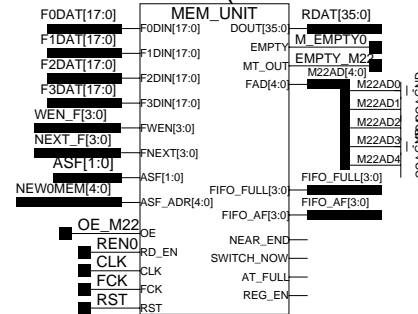 MEM_UNIT
F0DAT[17:0]
F0DIN[17:0]
F1DAT[17:0]
F1DIN[17:0]
F2DAT[17:0]
F2DIN[17:0]
F3DAT[17:0]
F3DIN[17:0]
WEN_F[3:0]
FWEN[3:0]
NEXT_F[3:0]
FNEXT[3:0]
ASF[1:0]
ASF[1:0]
NEW0MEM[4:0]
ASF_ADR[4:0]
OE_M22
OE
REN0
RD_EN
CLK
CLK
FCK
FCK
RST
RST
RDAT[35:0]
DOUT[35:0]
M_EMPTY0
EMPTY
EMPTY_M22
MT_OUT
M22AD[4:0]
FAD[4:0]
M22AD0
M22AD1
M22AD2
M22AD3
M22AD4
FIFO_FULL[3:0]
FIFO_FULL[3:0]
FIFO_AF[3:0]
FIFO_AF[3:0]
NEAR_END
SWITCH_NOW
AT_FULL
REG_EN